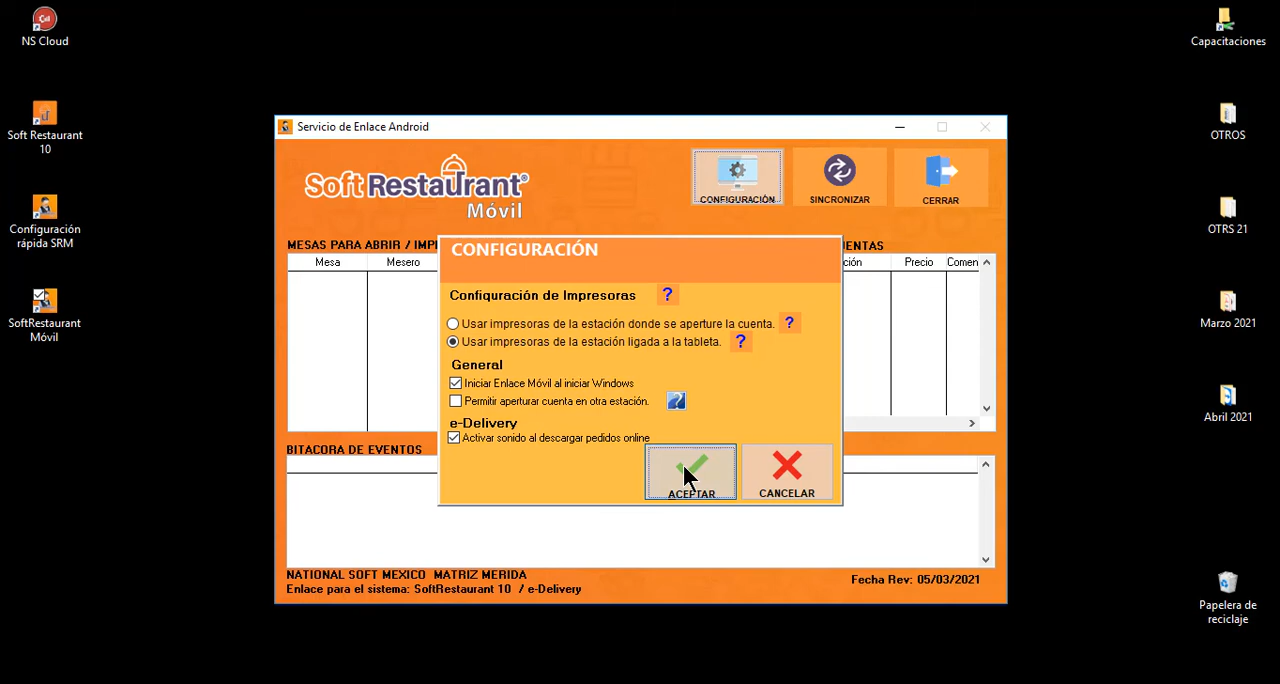 NS Cloud
Soft Restaurant
10
Configuración
rápida SRM
SoftRestaurant
Móvil
Servicio de Enlace Android
SoftRestaurant®
Móvil
CONFIGURACIÓN
SINCRONIZAR
CERRAR
MESAS PARA ABRIR / IMP
Mesa
Mesero
UENTAS
ción
Precio
Comen
CONFIGURACIÓN
Configuración de Impresoras ?
Usar impresoras de la estación donde se aperture la cuenta. ?
Usar impresoras de la estación ligada a la tableta. ?
General
Iniciar Enlace Móvil al iniciar Windows
Permitir aperturar cuenta en otra estación. ?
e-Delivery
Activar sonido al descargar pedidos online
ACEPTAR
CANCELAR
BITACORA DE EVENTOS
NATIONAL SOFT MEXICO MATRIZ MERIDA
Enlace para el sistema: SoftRestaurant 10 / e-Delivery
Fecha Rev: 05/03/2021
Capacitaciones
OTROS
OTRS 21
Marzo 2021
Abril 2021
Papelera de
reciclaje